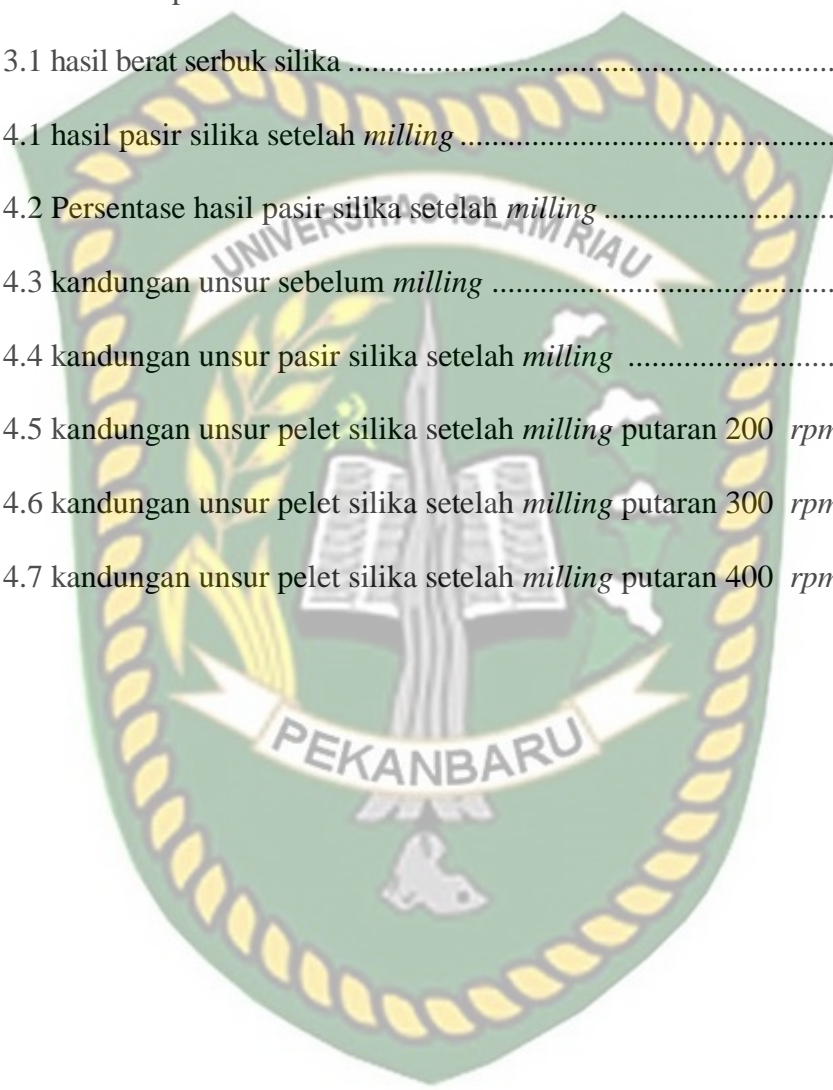 3.1 hasil berat serbuk silika ............................................................
4.1 hasil pasir silika setelah milling ..............................................
4.2 Persentase hasil pasir silika setelah milling ............................
UNIVERSITAS ISLAM RIAU
4.3 kandungan unsur sebelum milling ..........................................
4.4 kandungan unsur pasir silika setelah milling .........................
4.5 kandungan unsur pelet silika setelah milling putaran 200 rpm
4.6 kandungan unsur pelet silika setelah milling putaran 300 rpm
4.7 kandungan unsur pelet silika setelah milling putaran 400 rpm
PEKANBARU